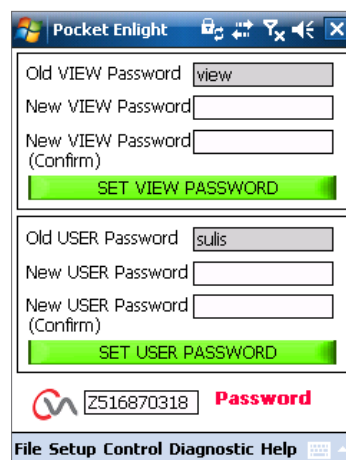 Pocket Enlight
Old VIEW Password view
New VIEW Password
New VIEW Password
(Confirm)
SET VIEW PASSWORD
Old USER Password sulis
New USER Password
New USER Password
(Confirm)
SET USER PASSWORD
Z516870318 Password
File Setup Control Diagnostic Help